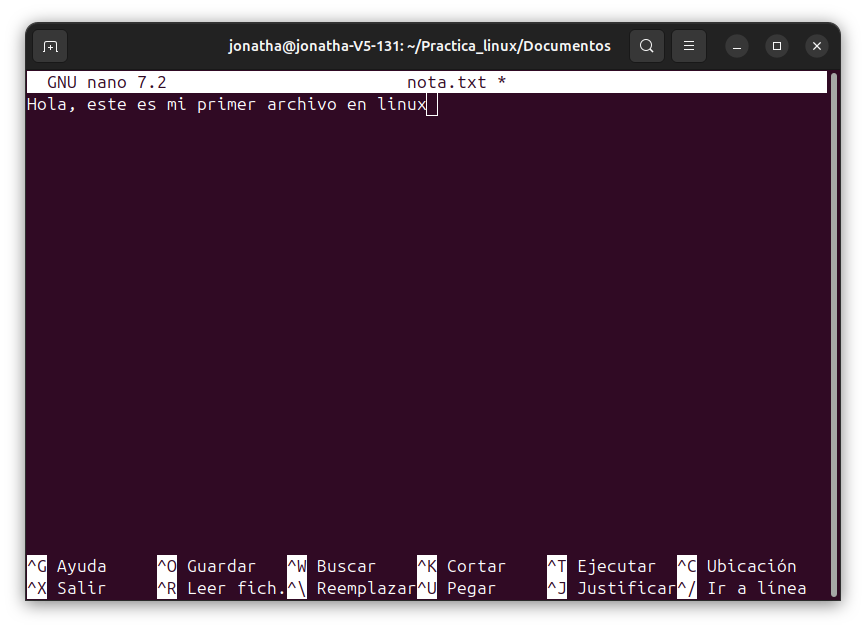 jonatha@jonatha-V5-131: ~/Practica_linux/Documentos
GNU nano 7.2 nota.txt *
Hola, este es mi primer archivo en linux
^G Ayuda ^O Guardar ^W Buscar ^K Cortar ^T Ejecutar ^C Ubicación
^X Salir ^R Leer fich. ^\ Reemplazar ^U Pegar ^J Justificar ^/ Ir a línea